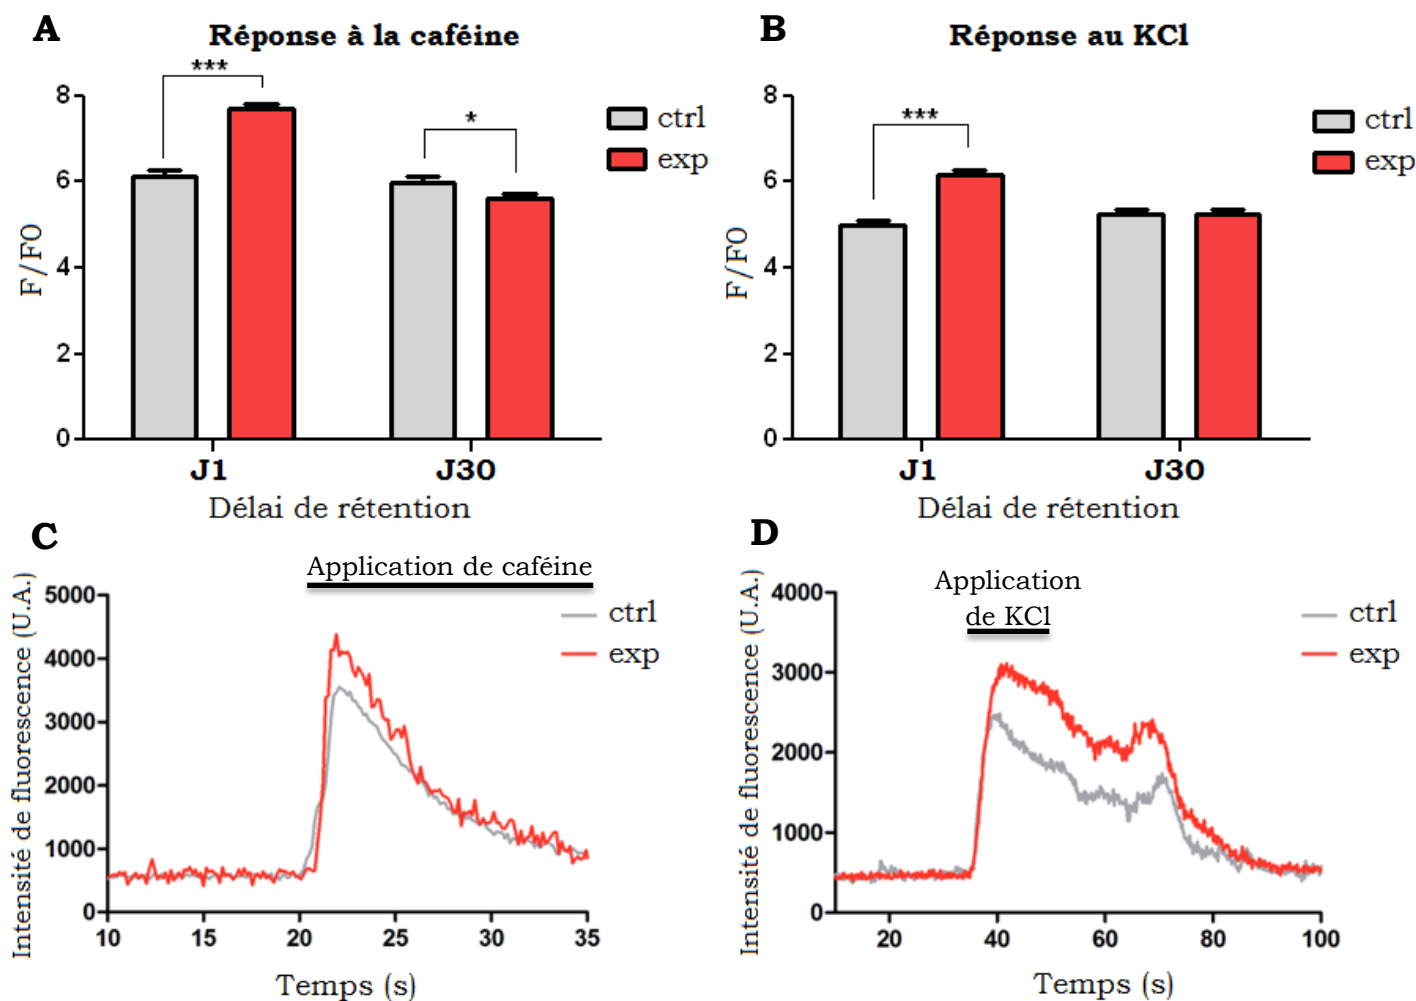 A
Réponse à la caféine
***
*
8
6
4
2
0
F/F0
ctrl
exp
J1
J30
Délai de rétention
B
Réponse au KCl
***
8
6
4
2
0
F/F0
ctrl
exp
J1
J30
Délai de rétention
C
Application de caféine
Intensité de fluorescence (U.A.)
5000
4000
3000
2000
1000
0
ctrl
exp
10
15
20
25
30
35
Temps (s)
D
Application
de KCl
Intensité de fluorescence (U.A.)
4000
3000
2000
1000
0
ctrl
exp
20
40
60
80
100
Temps (s)